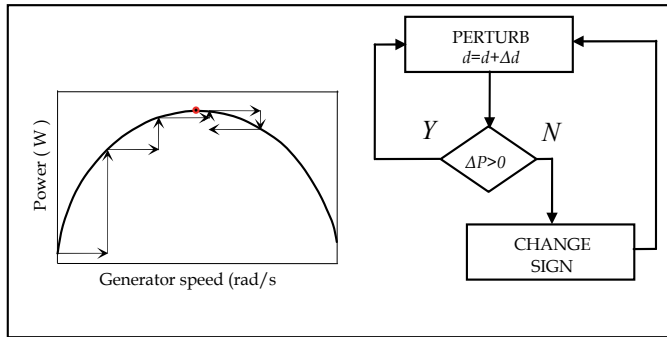 Power ( W )
Generator speed (rad/s
PERTURB
d=d+Δd
Y
N
ΔP>0
CHANGE
SIGN